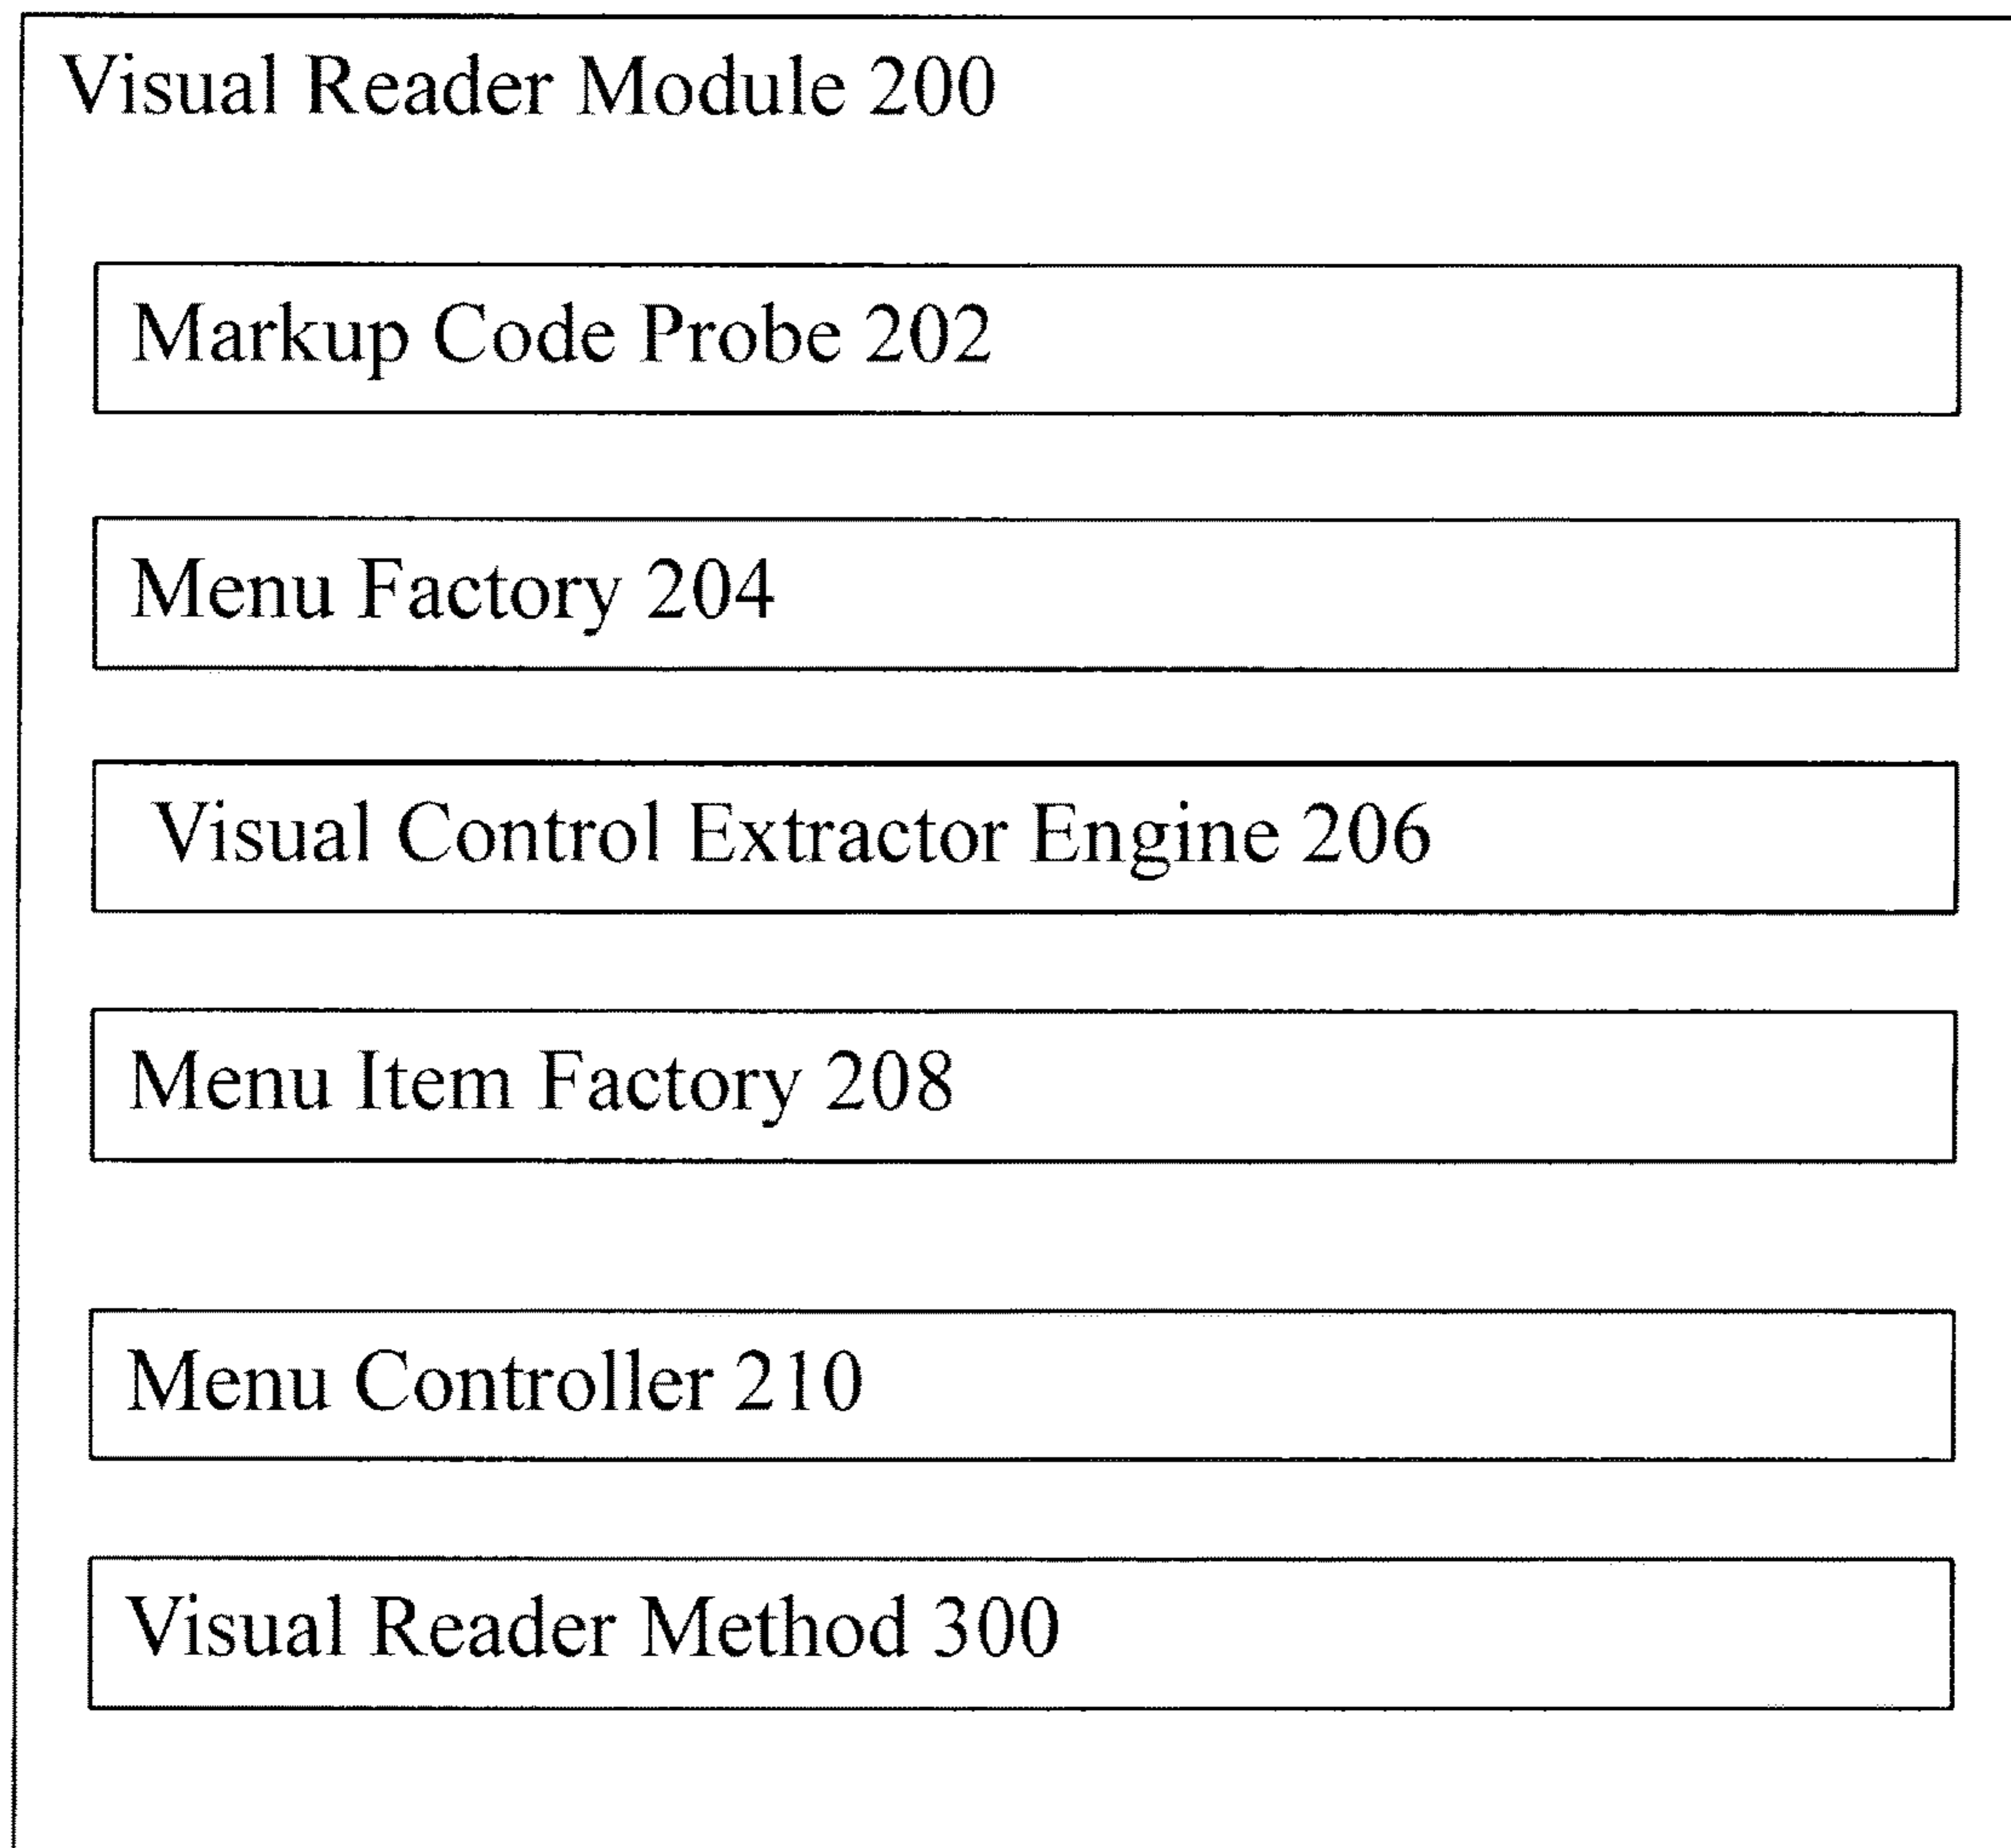 Visual Reader Module 200
Markup Code Probe 202
Menu Factory 204
Visual Control Extractor Engine 206
Menu Item Factory 208
Menu Controller 210
Visual Reader Method 300